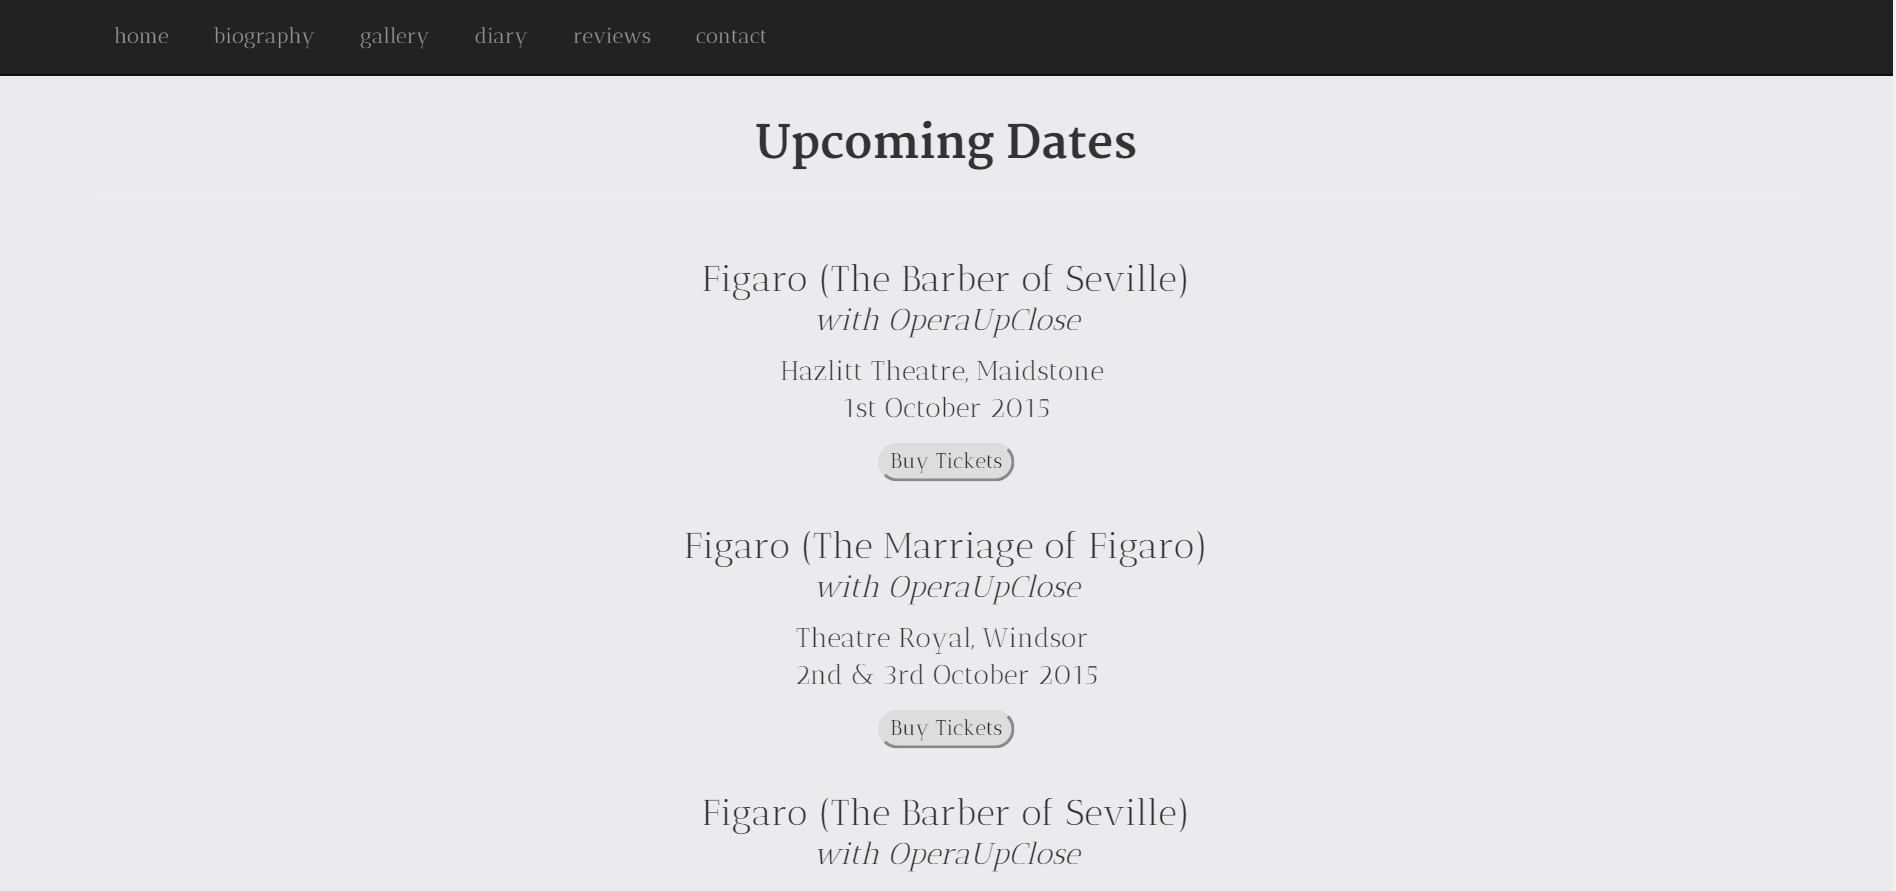 home biography gallery diary reviews contact
Upcoming Dates
Figaro (The Barber of Seville)
with OperaUpClose
Hazlitt Theatre, Maidstone
1st October 2015
Buy Tickets
Figaro (The Marriage of Figaro)
with OperaUpClose
Theatre Royal, Windsor
2nd & 3rd October 2015
Buy Tickets
Figaro (The Barber of Seville)
with OperaUpClose